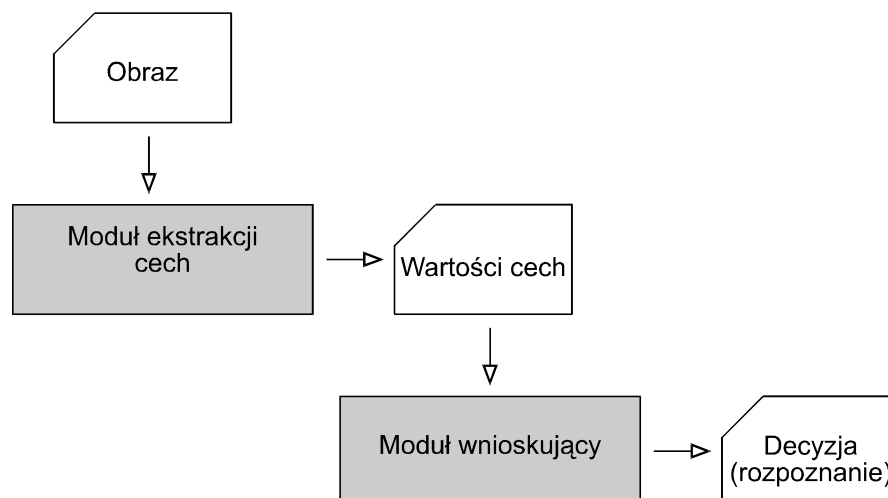 Obraz
Moduł ekstrakcji
cech
Wartości cech
Moduł wnioskujący
Decyzja
(rozpoznanie)